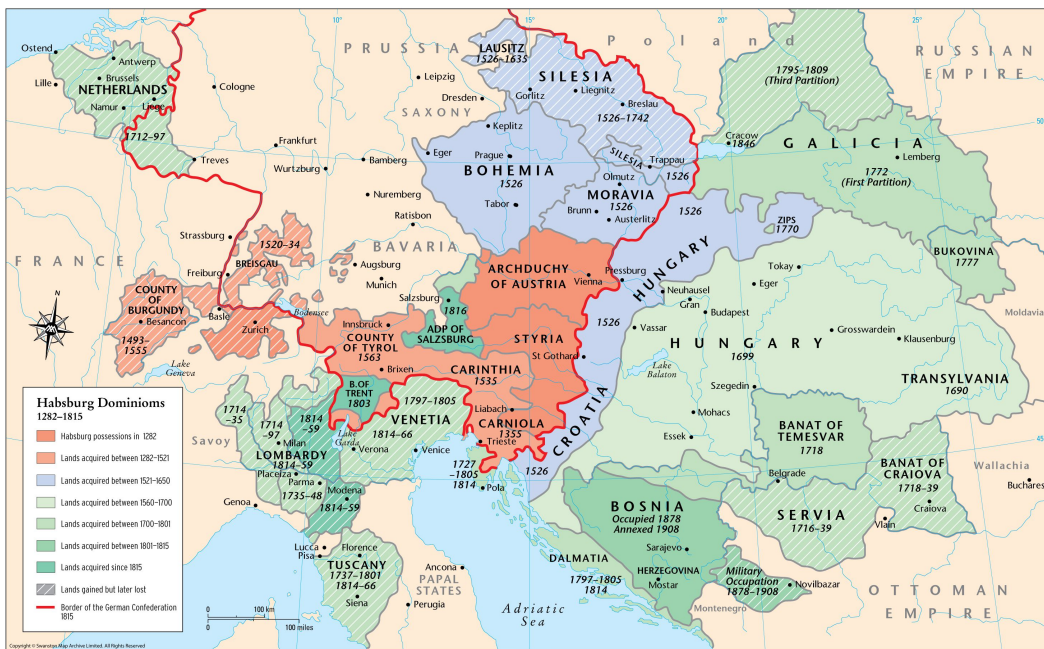 5°
10°
15°
20°
25°
50°
45°
Ostend
Antwerp
Brussels
Lille
NETHERLANDS
Namur
Liege
1712–97
Treves
Cologne
PRUSSIA
Leipzig
SAXONY
Dresden
Frankfurt
Wurtzburg
Bamberg
Nuremberg
Ratisbon
BAVARIA
Augsburg
Munich
Strassburg
1520–34
BREISGAU
Freiburg
FRANCE
COUNTY
OF
BURGUNDY
Besancon
1493–
1555
Basle
Zurich
Bodensee
Lake
Geneva
LAUSITZ
1526–1635
SILESIA
Gorlitz
Liegnitz
Breslau
1526–1742
Keplitz
Eger
Prague
BOHEMIA
1526
Tabor
SILESIA
Trappau
1526
Olmutz
MORAVIA
1526
Brunn
Austerlitz
Poland
RUSSIAN
EMPIRE
1795–1809
(Third Partition)
Cracow
1846
GALICIA
Lemberg
1772
(First Partition)
1526
ZIPS
1770
BUKOVINA
1777
Moldavia
ARCHDUCHY
OF AUSTRIA
Vienna
Pressburg
Salzburg
1816
ADP OF
SALZBURG
Innsbruck
COUNTY
OF TYROL
1563
Brixen
STYRIA
St Gothard
CARINTHIA
1535
B.OF
TRENT
1803
Liabach
CARNIOLA
1355
Trieste
HUNGARY
Neuhausel
Gran
Tokay
Eger
Budapest
1526
Vassar
HUNGARY
1699
Grosswardein
Klausenburg
Lake
Balaton
Szegedin
TRANSYLVANIA
1690
Mohacs
Essek
CROATIA
1526
BANAT OF
TEMESVAR
1718
BANAT OF
CRAIOVA
1718–39
Craiova
Wallachia
Buchares
Belgrade
SERVIA
1716–39
Vlain
1714
–35
1714
–97
1814
–59
Savoy
Milan
LOMBARDY
1814–59
Placeiza
Parma
1735–48
Modena
1814–59
Genoa
Lake
Garda
1797–1805
VENETIA
1814–66
Verona
Venice
1727
–1805
1814
Pola
Lucca
Pisa
Florence
TUSCANY
1737–1801
1814–66
Siena
Ancona
PAPAL
STATES
Perugia
Adriatic
Sea
BOSNIA
Occupied 1878
Annexed 1908
Sarajevo
HERZEGOVINA
Mostar
DALMATIA
1797–1805
1814
Military
Occupation
1878–1908
Novilbazar
Montenegro
OTTOMAN
EMPIRE
N
Habsburg Dominioms
1282–1815
Habsburg possessions in 1282
Lands acquired between 1282–1521
Lands acquired between 1521–1650
Lands acquired between 1560–1700
Lands acquired between 1700–1801
Lands acquired between 1801–1815
Lands acquired since 1815
Lands gained but later lost
Border of the German Confederation
1815
0 100 km
0 100 miles
Copyright © Swanston Map Archive Limited. All Rights Reserved